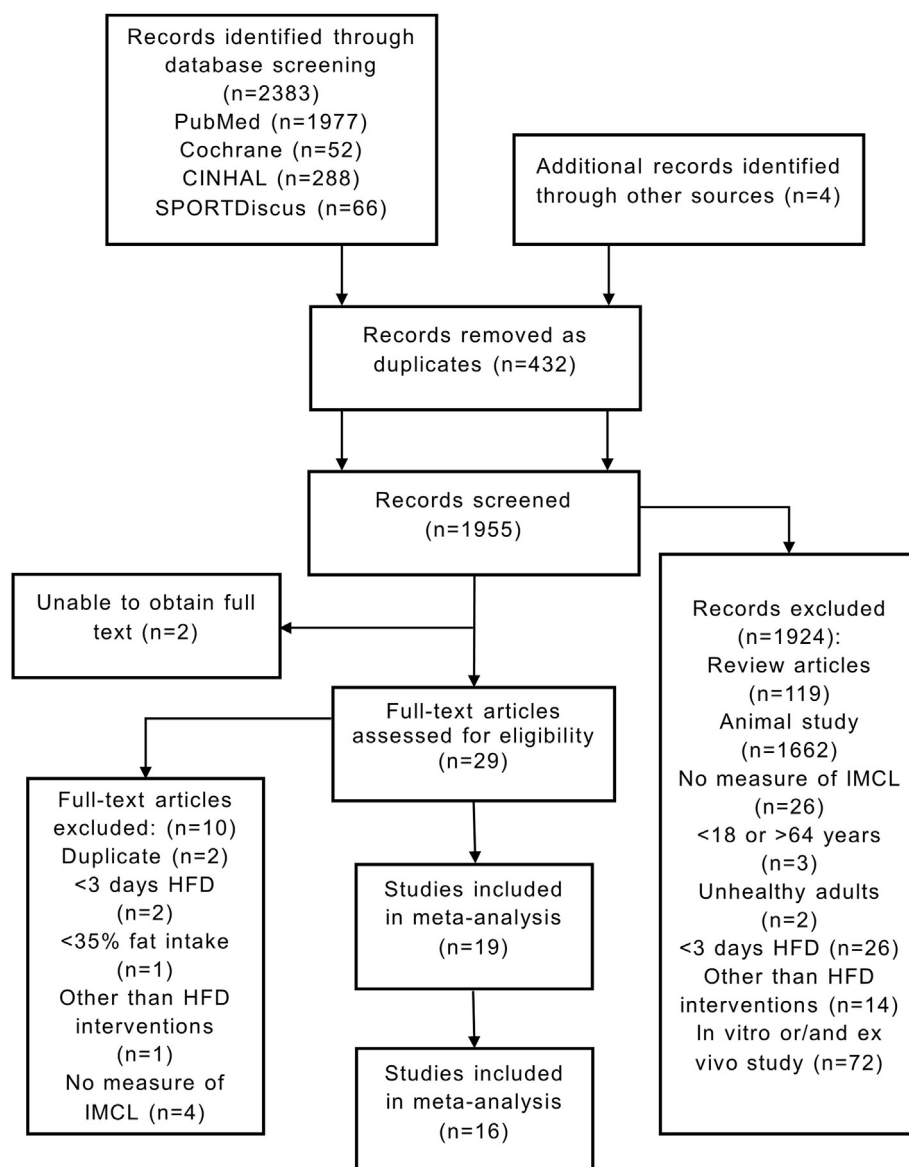 Records identified through
database screening
(n=2383)
PubMed (n=1977)
Cochrane (n=52)
CINHAL (n=288)
SPORTDiscus (n=66)
Additional records identified
through other sources (n=4)
Records removed as
duplicates (n=432)
Records screened
(n=1955)
Unable to obtain full
text (n=2)
Records excluded
(n=1924):
Review articles
(n=119)
Animal study
(n=1662)
No measure of IMCL
(n=26)
<18 or >64 years
(n=3)
Unhealthy adults
(n=2)
<3 days HFD (n=26)
Other than HFD
interventions (n=14)
In vitro or/and ex
vivo study (n=72)
Full-text articles
assessed for eligibility
(n=29)
Full-text articles
excluded: (n=10)
Duplicate (n=2)
<3 days HFD
(n=2)
<35% fat intake
(n=1)
Other than HFD
interventions
(n=1)
No measure of
IMCL (n=4)
Studies included
in meta-analysis
(n=19)
Studies included
in meta-analysis
(n=16)